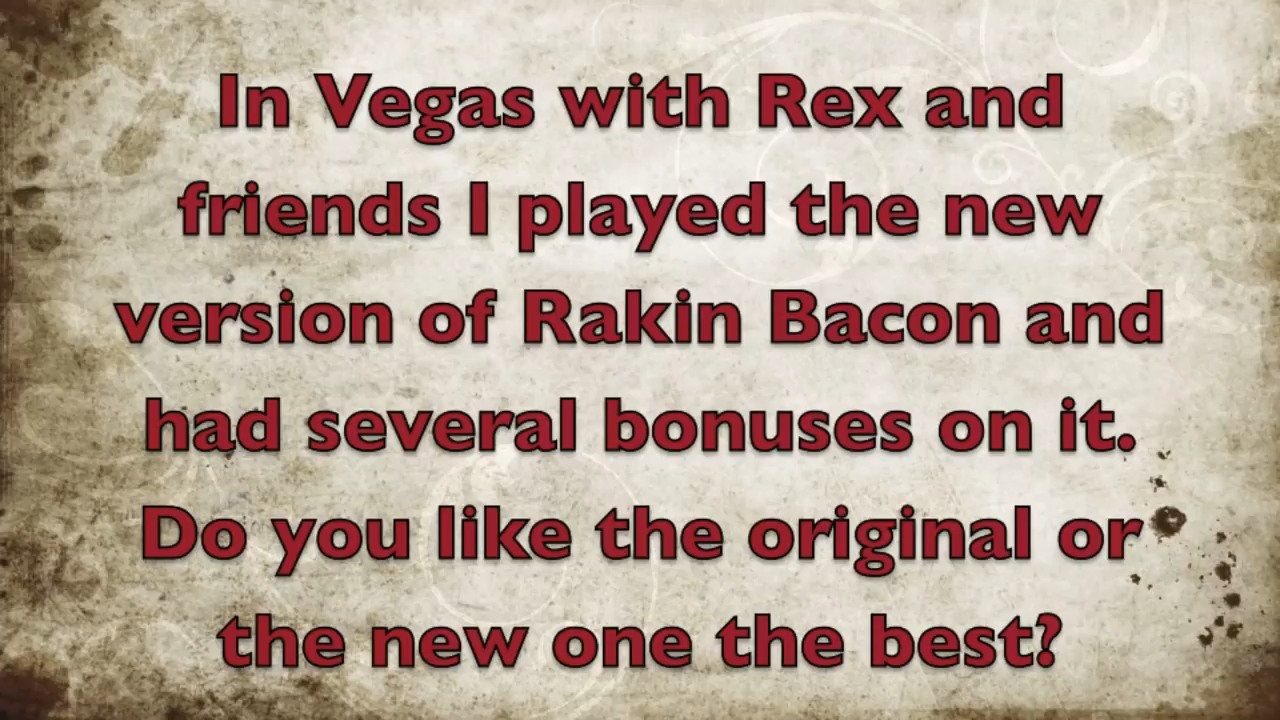 In Vegas with Rex and
friends I played the new
version of Rakin Bacon and
had several bonuses on it.
Do you like the original or
the new one the best?